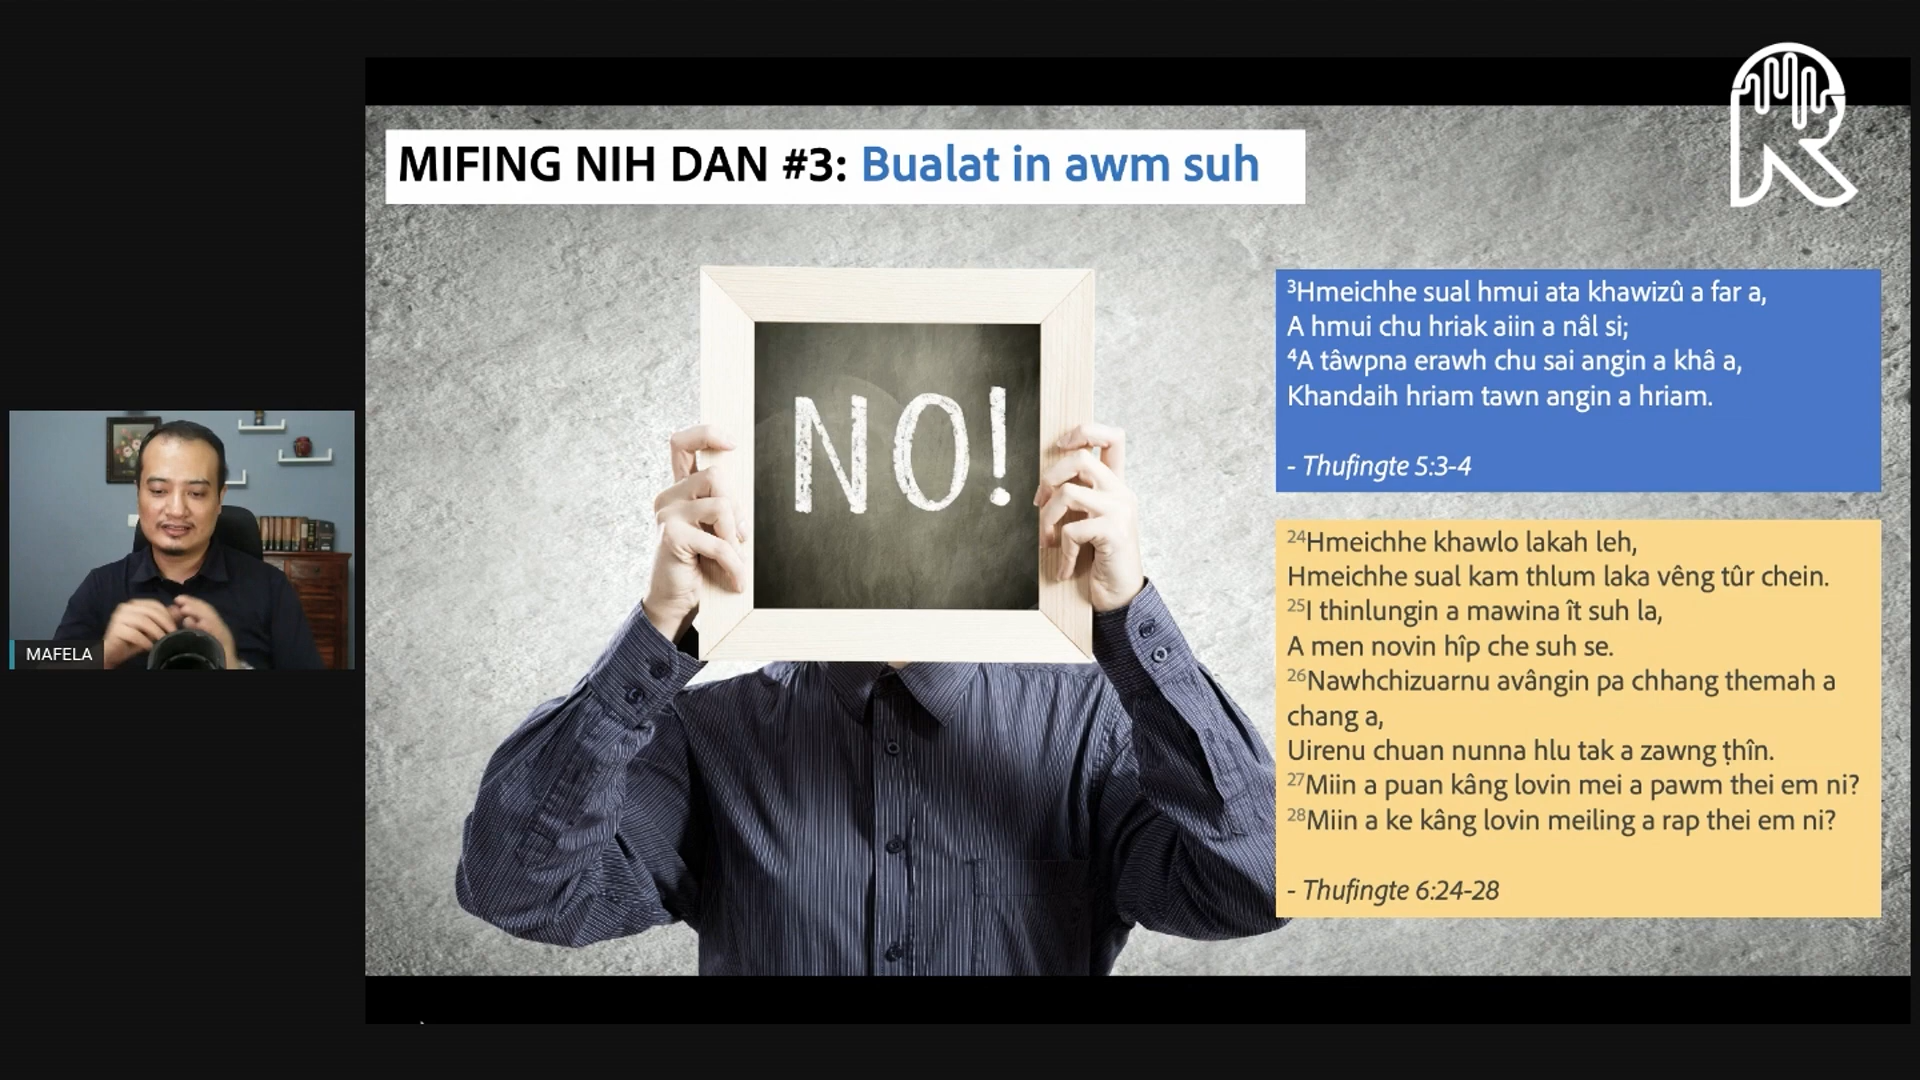 MIFING NIH DAN #3: Bualat in awm suh
NO!
³Hmeichhe sual hmui ata khawizû a far a,
A hmui chu hriak aiin a nâl si;
⁴A tâwpna erawh chu sai angin a khâ a,
Khandaih hriam tawn angin a hriam.
- Thufingte 5:3-4
²⁴Hmeichhe khawlo lakah leh,
Hmeichhe sual kam thlum laka vêng tûr chein.
²⁵I thinlungin a mawina ît suh la,
A men novin hîp che suh se.
²⁶Nawhchizuarnu avângin pa chhang themah a
chang a,
Uirenu chuan nunna hlu tak a zawng ṭhîn.
²⁷Miin a puan kâng lovin mei a pawm thei em ni?
²⁸Miin a ke kâng lovin meiling a rap thei em ni?
- Thufingte 6:24-28
MAFELA